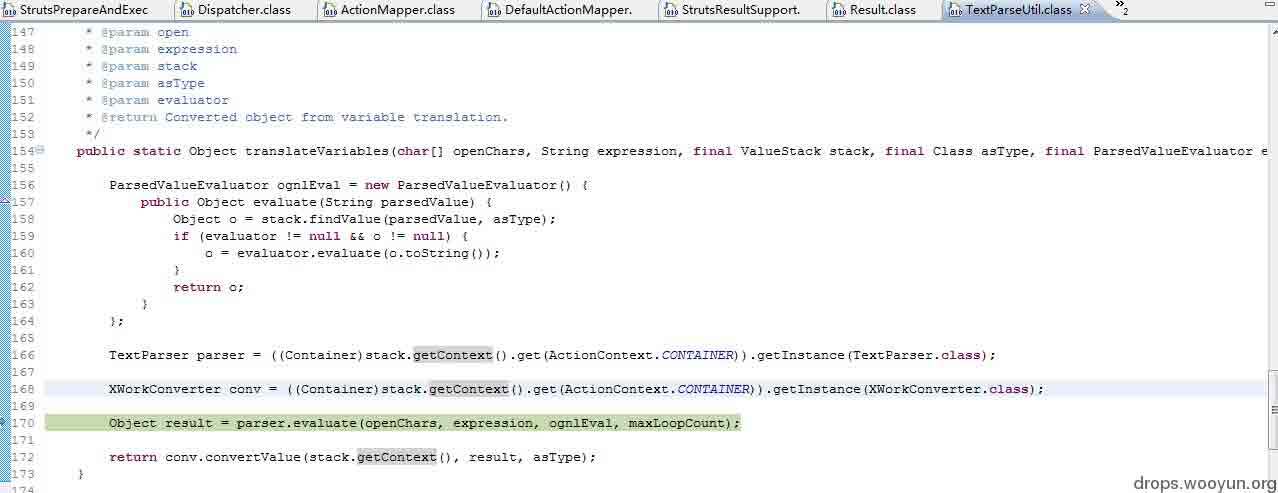 StrutsPrepareAndExec Dispatcher.class ActionMapper.class DefaultActionMapper. StrutsResultSupport. Result.class TextParseUtil.class »2
147 * @param open
148 * @param expression
149 * @param stack
150 * @param asType
151 * @param evaluator
152 * @return Converted object from variable translation.
153 */
154 public static Object translateVariables(char[] openChars, String expression, final ValueStack stack, final Class asType, final ParsedValueEvaluator e
155
156 ParsedValueEvaluator ognlEval = new ParsedValueEvaluator() {
157 public Object evaluate(String parsedValue) {
158 Object o = stack.findValue(parsedValue, asType);
159 if (evaluator != null && o != null) {
160 o = evaluator.evaluate(o.toString());
161 }
162 return o;
163 }
164 };
165
166 TextParser parser = ((Container)stack.getContext().get(ActionContext.CONTAINER)).getInstance(TextParser.class);
167
168 XWorkConverter conv = ((Container)stack.getContext().get(ActionContext.CONTAINER)).getInstance(XWorkConverter.class);
169
170 Object result = parser.evaluate(openChars, expression, ognlEval, maxLoopCount);
171
172 return conv.convertValue(stack.getContext(), result, asType);
173 }
174
drops.wooyun.org